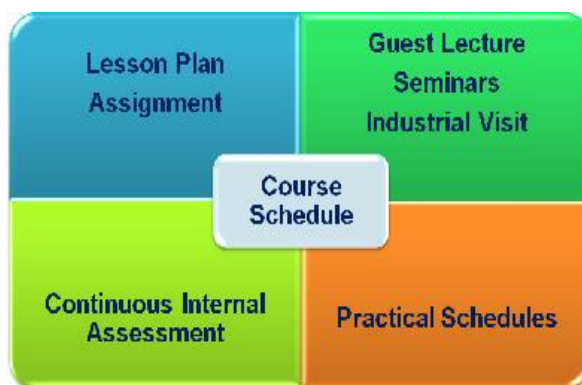 Lesson Plan
Assignment
Guest Lecture
Seminars
Industrial Visit
Course
Schedule
Continuous Internal
Assessment
Practical Schedules